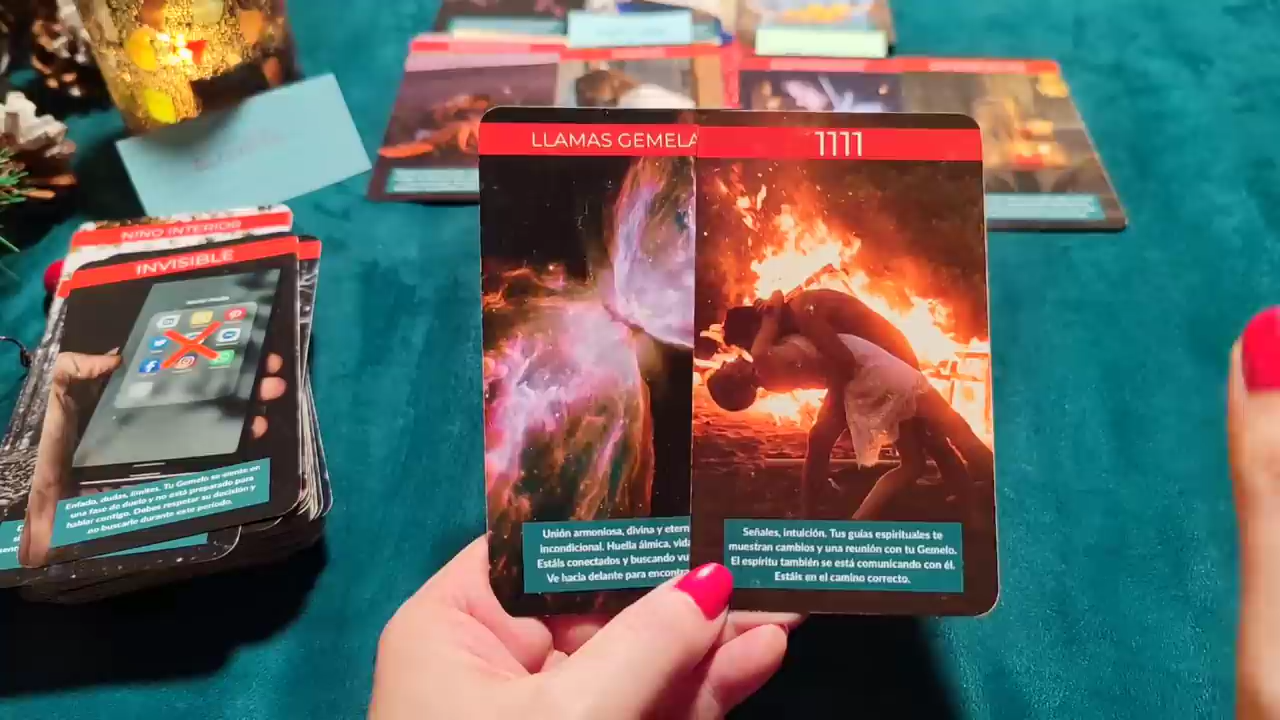 LLAMAS GEMELA
Unión armoniosa, divina y etern
incondicional. Huella álmica, vida
Estáis conectados y buscando vu
Ve hacia delante para encontra
1111
Señales, intuición. Tus guías espirituales te
muestran cambios y una reunión con tu Gemelo.
El espíritu también se está comunicando con él.
Estáis en el camino correcto.
NIÑO INTERIOR
INVISIBLE
Enfado, dudas, límites. Tu Gemelo se siente en
una fase de duelo y no está preparado para
hablar contigo. Debes respetar su decisión y
no buscarle durante este período.